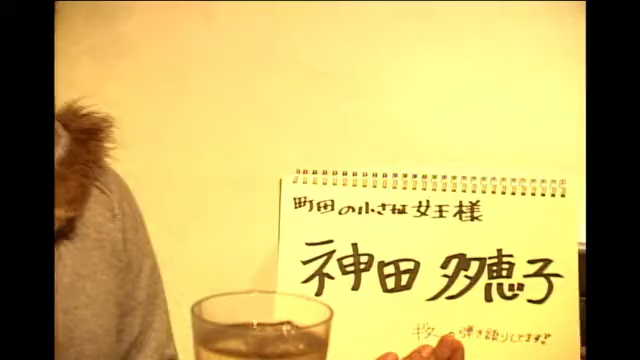 町田の小さな女王様
神田 多恵子
ギターの弾き語りしてます!!